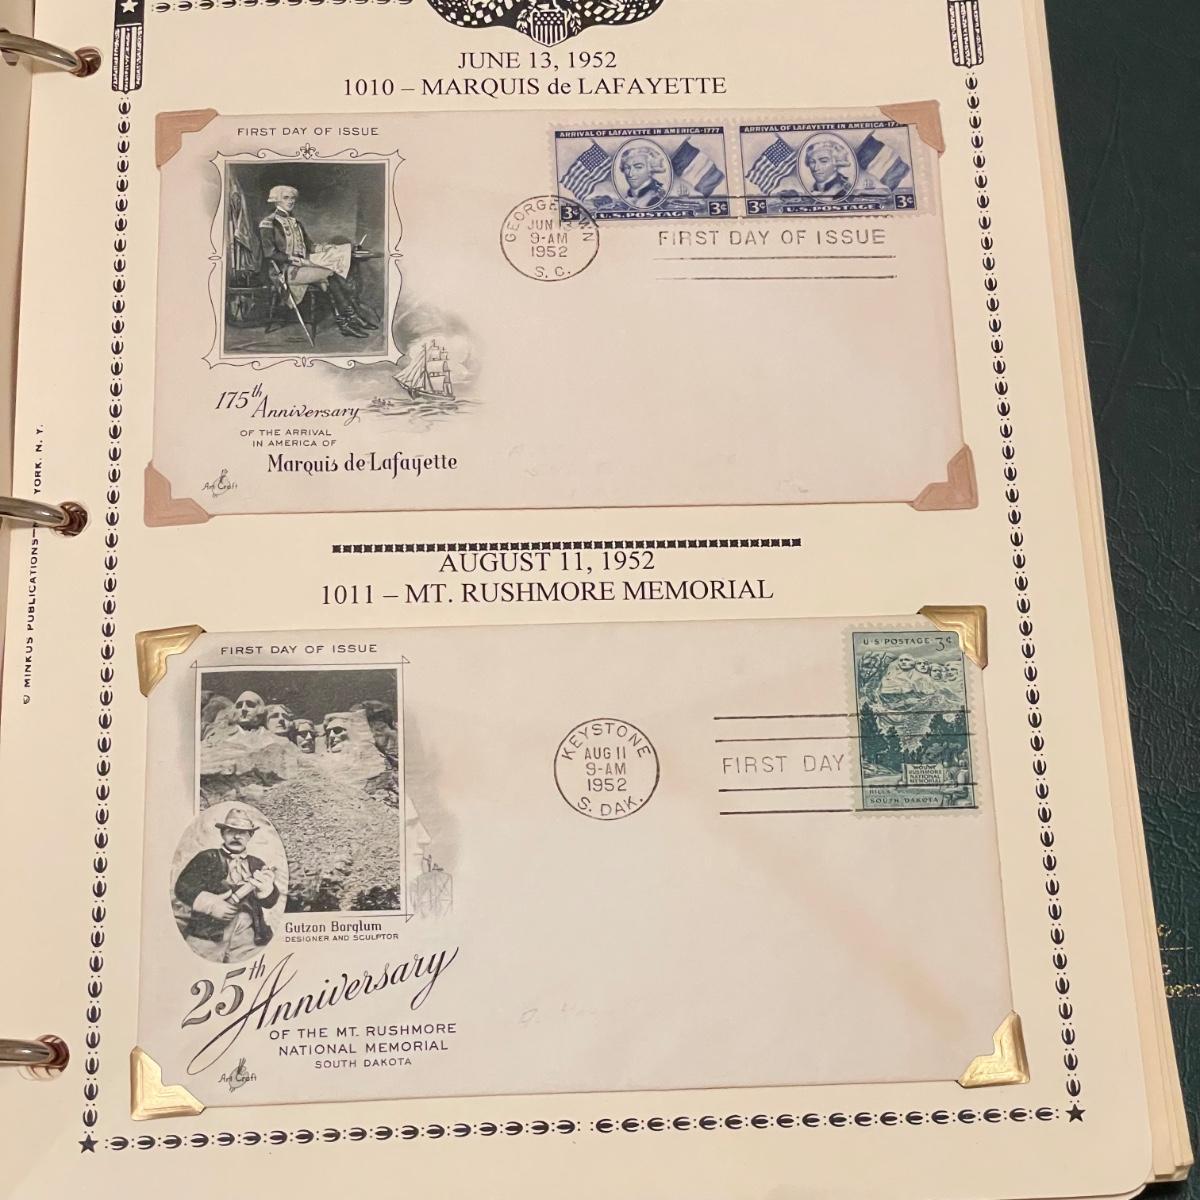 JUNE 13, 1952
1010 – MARQUIS de LAFAYETTE
FIRST DAY OF ISSUE
ARRIVAL OF LAFAYETTE IN AMERICA-1777
3¢ U.S. POSTAGE 3¢
ARRIVAL OF LAFAYETTE IN AMERICA-177
3¢ U.S. POSTAGE 3¢
GEORGETOWN
JUN 13
9-AM
1952
S. C.
FIRST DAY OF ISSUE
175th
Anniversary
OF THE ARRIVAL
IN AMERICA OF
Marquis de Lafayette
Art Craft
AUGUST 11, 1952
1011 – MT. RUSHMORE MEMORIAL
FIRST DAY OF ISSUE
U.S. POSTAGE 3¢
MOUNT
RUSHMORE
NATIONAL
MEMORIAL
HILLS
SOUTH DAKOTA
KEYSTONE
AUG 11
9-AM
1952
S. DAK.
FIRST DAY
Gutzon Borglum
DESIGNER AND SCULPTOR
25th
Anniversary
OF THE MT. RUSHMORE
NATIONAL MEMORIAL
SOUTH DAKOTA
Art Craft
© MINKUS PUBLICATIONS— YORK, N. Y.